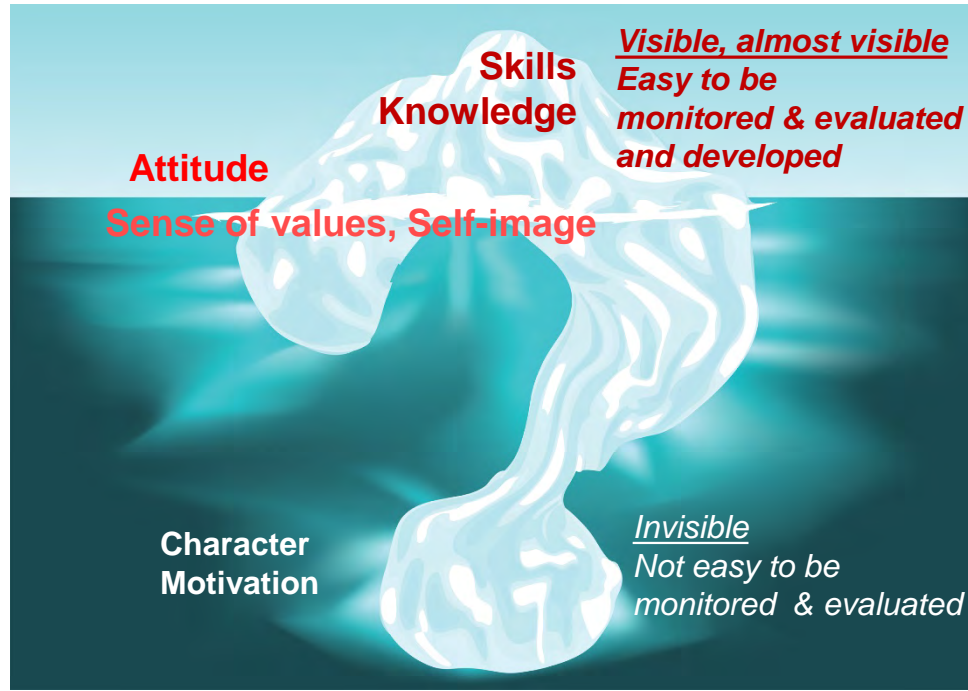 Skills
Knowledge
Visible, almost visible
Easy to be
monitored & evaluated
and developed
Attitude
Sense of values, Self-image
Character
Motivation
Invisible
Not easy to be
monitored & evaluated